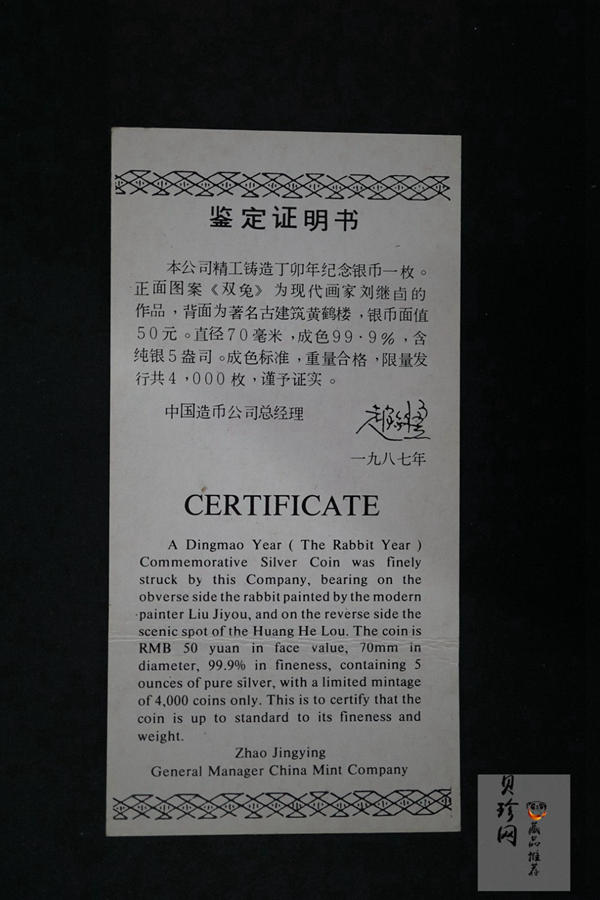 鉴定证明书
本公司精工铸造丁卯年纪念银币一枚。
正面图案《双兔》为现代画家刘继卣的
作品，背面为著名古建筑黄鹤楼，银币面值
50元。直径70毫米，成色99·9%，含
纯银5盎司。成色标准，重量合格，限量发
行共4，000枚，谨予证实。
中国造币公司总经理
一九八七年
CERTIFICATE
A Dingmao Year ( The Rabbit Year )
Commemorative Silver Coin was finely
struck by this Company, bearing on the
obverse side the rabbit painted by the modern
painter Liu Jiyou, and on the reverse side the
scenic spot of the Huang He Lou. The coin is
RMB 50 yuan in face value, 70mm in
diameter, 99.9% in fineness, containing 5
ounces of pure silver, with a limited mintage
of 4,000 coins only. This is to certify that the
coin is up to standard to its fineness and
weight.
Zhao Jingying
General Manager China Mint Company
贝珍网
藏品推荐